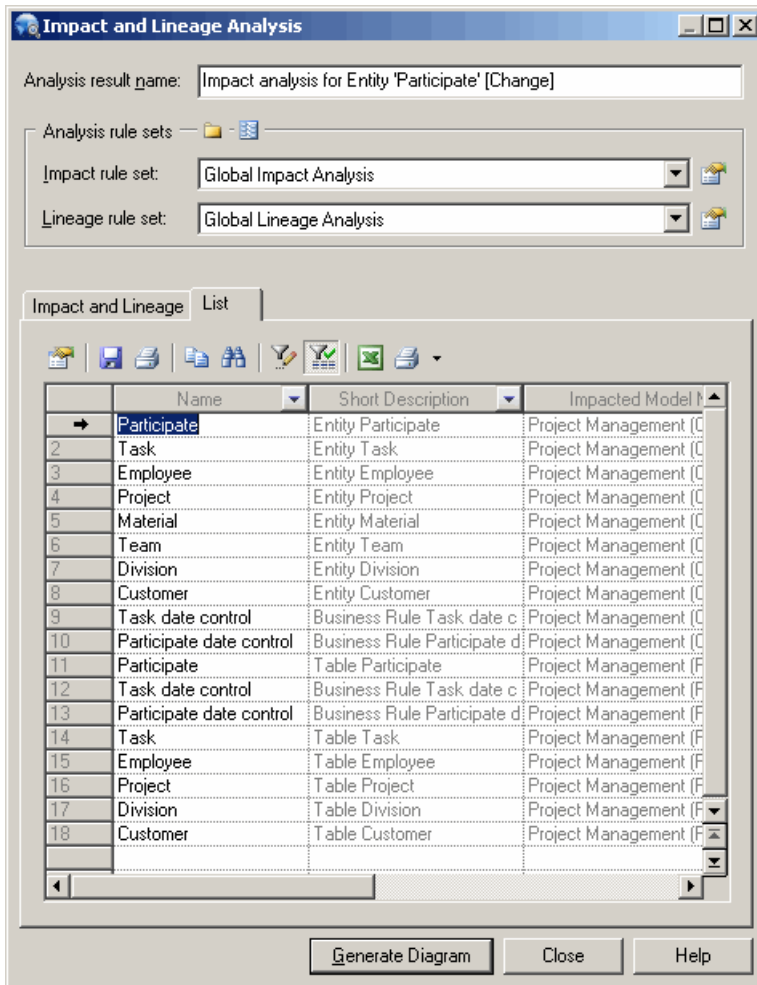 Impact and Lineage Analysis
Analysis result name: Impact analysis for Entity 'Participate' [Change]
Analysis rule sets
Impact rule set: Global Impact Analysis
Lineage rule set: Global Lineage Analysis
Impact and Lineage List
Name Short Description Impacted Model
Participate Entity Participate Project Management (
2 Task Entity Task Project Management (
3 Employee Entity Employee Project Management (
4 Project Entity Project Project Management (
5 Material Entity Material Project Management (
6 Team Entity Team Project Management (
7 Division Entity Division Project Management (
8 Customer Entity Customer Project Management (
9 Task date control Business Rule Task date c Project Management (
10 Participate date control Business Rule Participate d Project Management (
11 Participate Table Participate Project Management (
12 Task date control Business Rule Task date c Project Management (
13 Participate date control Business Rule Participate d Project Management (
14 Task Table Task Project Management (
15 Employee Table Employee Project Management (
16 Project Table Project Project Management (
17 Division Table Division Project Management (
18 Customer Table Customer Project Management (
Generate Diagram Close Help